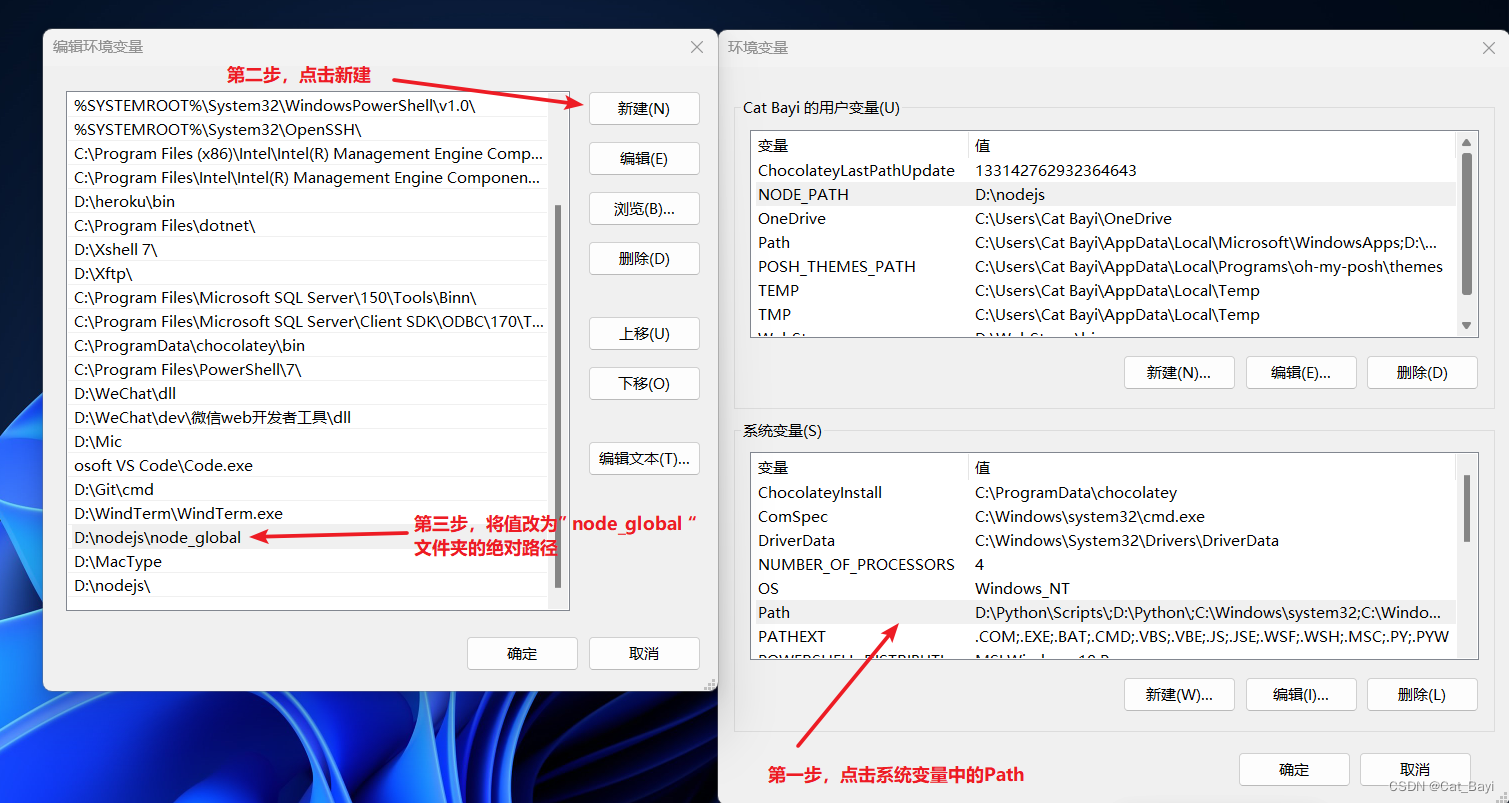 编辑环境变量
第二步，点击新建
%SYSTEMROOT%\System32\WindowsPowerShell\v1.0\
%SYSTEMROOT%\System32\OpenSSH\
C:\Program Files (x86)\Intel\Intel(R) Management Engine Comp...
C:\Program Files\Intel\Intel(R) Management Engine Componen...
D:\heroku\bin
C:\Program Files\dotnet\
D:\Xshell 7\
D:\Xftp\
C:\Program Files\Microsoft SQL Server\150\Tools\Binn\
C:\Program Files\Microsoft SQL Server\Client SDK\ODBC\170\T...
C:\ProgramData\chocolatey\bin
C:\Program Files\PowerShell\7\
D:\WeChat\dll
D:\WeChat\dev\微信web开发者工具\dll
D:\Mic
osoft VS Code\Code.exe
D:\Git\cmd
D:\WindTerm\WindTerm.exe
D:\nodejs\node_global
D:\MacType
D:\nodejs\
第三步，将值改为” node_global “
文件夹的绝对路径
新建(N)
编辑(E)
浏览(B)...
删除(D)
上移(U)
下移(O)
编辑文本(T)...
确定
取消
环境变量
Cat Bayi 的用户变量(U)
变量 值
ChocolateyLastPathUpdate 133142762932364643
NODE_PATH D:\nodejs
OneDrive C:\Users\Cat Bayi\OneDrive
Path C:\Users\Cat Bayi\AppData\Local\Microsoft\WindowsApps;D:\...
POSH_THEMES_PATH C:\Users\Cat Bayi\AppData\Local\Programs\oh-my-posh\themes
TEMP C:\Users\Cat Bayi\AppData\Local\Temp
TMP C:\Users\Cat Bayi\AppData\Local\Temp
新建(N)... 编辑(E)... 删除(D)
系统变量(S)
变量 值
ChocolateyInstall C:\ProgramData\chocolatey
ComSpec C:\Windows\system32\cmd.exe
DriverData C:\Windows\System32\Drivers\DriverData
NUMBER_OF_PROCESSORS 4
OS Windows_NT
Path D:\Python\Scripts\;D:\Python\;C:\Windows\system32;C:\Windo...
PATHEXT .COM;.EXE;.BAT;.CMD;.VBS;.VBE;.JS;.JSE;.WSF;.WSH;.MSC;.PY;.PYW
新建(W)... 编辑(I)... 删除(L)
第一步，点击系统变量中的Path
确定 取消
CSDN @Cat_Bayi